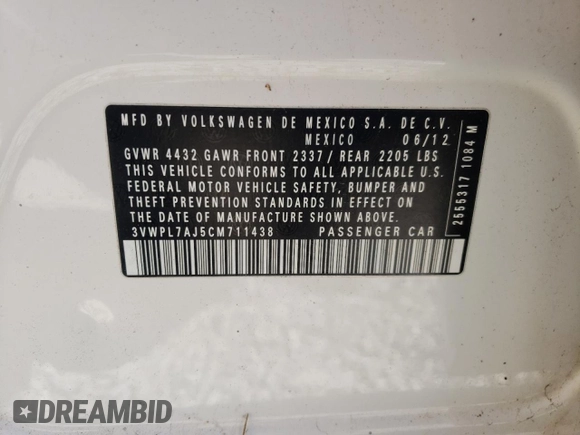 MFD BY VOLKSWAGEN DE MEXICO S.A. DE C.V.
MEXICO 06/12
GVWR 4432 GAWR FRONT 2337/ REAR 2205 LBS
THIS VEHICLE CONFORMS TO ALL APPLICABLE U.S.
FEDERAL MOTOR VEHICLE SAFETY, BUMPER AND
THEFT PREVENTION STANDARDS IN EFFECT ON
THE DATE OF MANUFACTURE SHOWN ABOVE.
3VWPL7AJ5CM711438 PASSENGER CAR
2555317 1084 M
DREAMBID